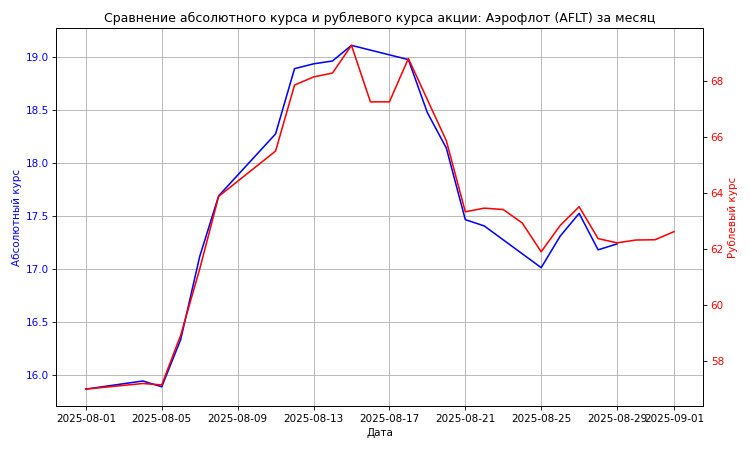 Сравнение абсолютного курса и рублевого курса акции: Аэрофлот (AFLT) за месяц
Абсолютный курс
19.0
18.5
18.0
17.5
17.0
16.5
16.0
68
66
64
62
60
58
Рублевый курс
2025-08-01 2025-08-05 2025-08-09 2025-08-13 2025-08-17 2025-08-21 2025-08-25 2025-08-29 2025-09-01
Дата